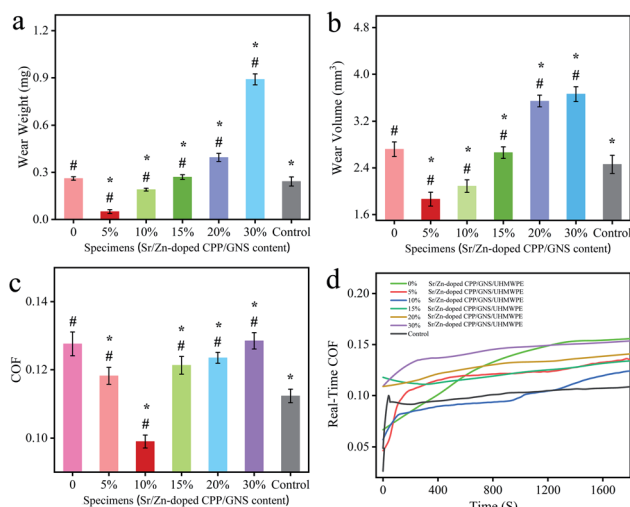 a
Wear Weight (mg)
0.9
0.6
0.3
0.0
#
*
#
*
#
*
#
*
#
*
#
*
0 5% 10% 15% 20% 30% Control
Specimens (Sr/Zn-doped CPP/GNS content)
b
Wear Volume (mm³)
4.8
3.6
2.4
1.6
#
*
#
*
#
*
#
*
#
*
#
*
0 5% 10% 15% 20% 30% Control
Specimens (Sr/Zn-doped CPP/GNS content)
c
COF
0.14
0.12
0.10
#
*
#
*
#
*
#
*
#
*
#
*
0 5% 10% 15% 20% 30% Control
Specimens (Sr/Zn-doped CPP/GNS content)
d
Real-Time COF
0.20
0.15
0.10
0.05
0% Sr/Zn-doped CPP/GNS/UHMWPE
5% Sr/Zn-doped CPP/GNS/UHMWPE
10% Sr/Zn-doped CPP/GNS/UHMWPE
15% Sr/Zn-doped CPP/GNS/UHMWPE
20% Sr/Zn-doped CPP/GNS/UHMWPE
30% Sr/Zn-doped CPP/GNS/UHMWPE
Control
0 400 800 1200 1600
Time (S)